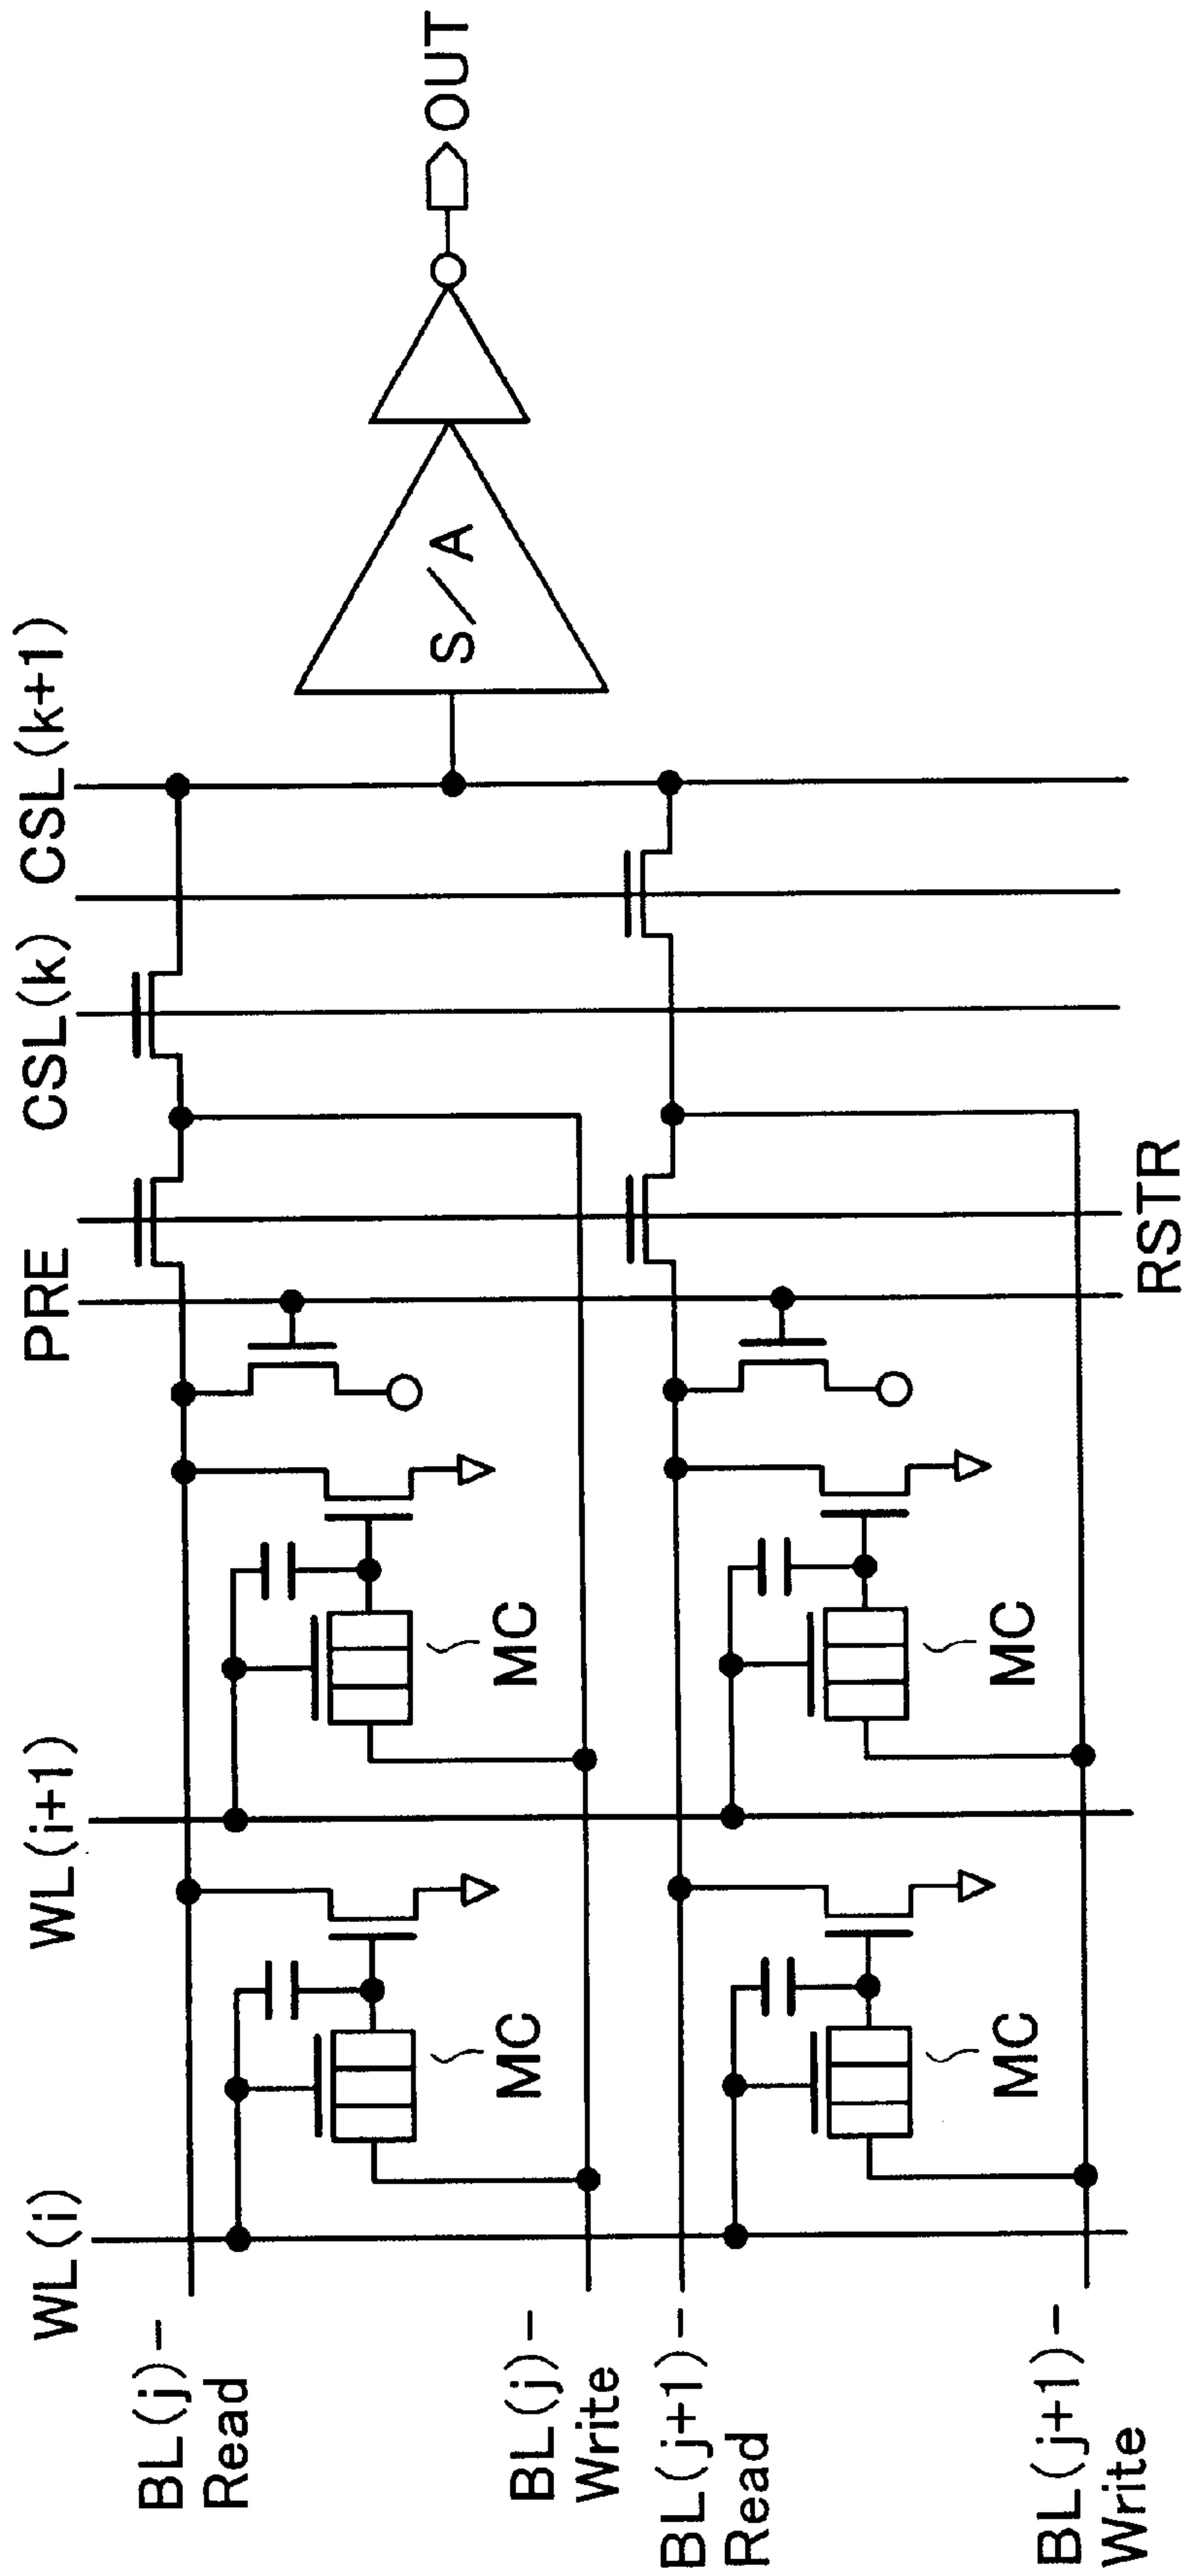 WL(i)
WL(i+1)
PRE
CSL(k)
CSL(k+1)
BL(j)-
Read
MC
MC
S/A
OUT
BL(j)-
Write
BL(j+1)-
Read
MC
MC
BL(j+1)-
Write
RSTR